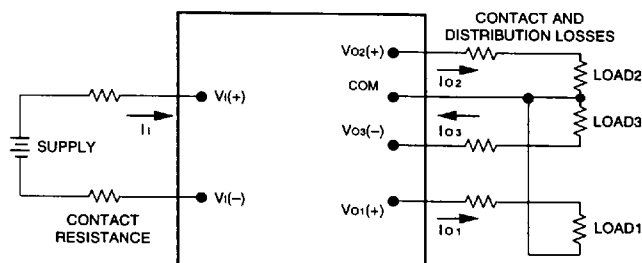 CONTACT AND
DISTRIBUTION LOSSES
VO2(+)
IO2
LOAD2
COM
VI(+)
II
IO3
LOAD3
SUPPLY
VO3(−)
VI(−)
VO1(+)
CONTACT
RESISTANCE
IO1
LOAD1